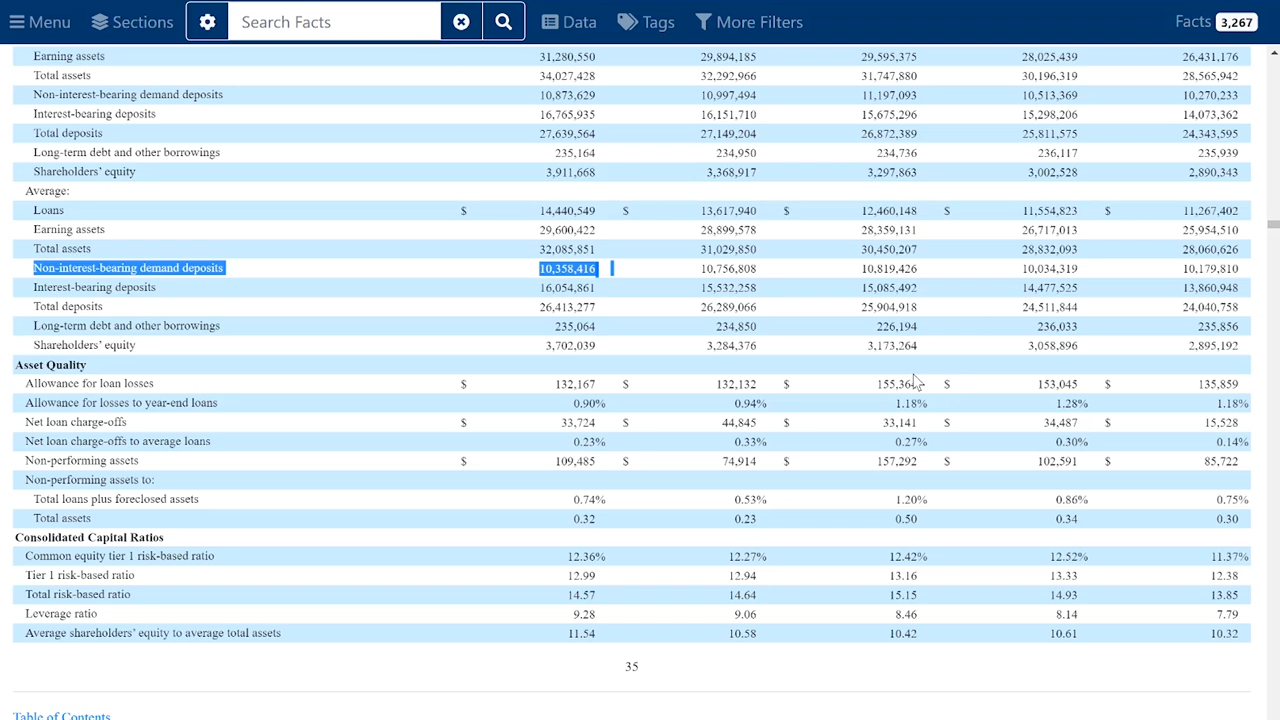 Menu Sections Search Facts Data Tags More Filters Facts 3,267
Earning assets 31,280,550 29,894,185 29,595,375 28,025,439 26,431,176
Total assets 34,027,428 32,292,966 31,747,880 30,196,319 28,565,942
Non-interest-bearing demand deposits 10,873,629 10,997,494 11,197,093 10,513,369 10,270,233
Interest-bearing deposits 16,765,935 16,151,710 15,675,296 15,298,206 14,073,362
Total deposits 27,639,564 27,149,204 26,872,389 25,811,575 24,343,595
Long-term debt and other borrowings 235,164 234,950 234,736 236,117 235,939
Shareholders’ equity 3,911,668 3,368,917 3,297,863 3,002,528 2,890,343
Average:
Loans $ 14,440,549 $ 13,617,940 $ 12,460,148 $ 11,554,823 $ 11,267,402
Earning assets 29,600,422 28,899,578 28,359,131 26,717,013 25,954,510
Total assets 32,085,851 31,029,850 30,450,207 28,832,093 28,060,626
Non-interest-bearing demand deposits 10,358,416 10,756,808 10,819,426 10,034,319 10,179,810
Interest-bearing deposits 16,054,861 15,532,258 15,085,492 14,477,525 13,860,948
Total deposits 26,413,277 26,289,066 25,904,918 24,511,844 24,040,758
Long-term debt and other borrowings 235,064 234,850 226,194 236,033 235,856
Shareholders’ equity 3,702,039 3,284,376 3,173,264 3,058,896 2,895,192
Asset Quality
Allowance for loan losses $ 132,167 $ 132,132 $ 155,364 $ 153,045 $ 135,859
Allowance for losses to year-end loans 0.90% 0.94% 1.18% 1.28% 1.18%
Net loan charge-offs $ 33,724 $ 44,845 $ 33,141 $ 34,487 $ 15,528
Net loan charge-offs to average loans 0.23% 0.33% 0.27% 0.30% 0.14%
Non-performing assets $ 109,485 $ 74,914 $ 157,292 $ 102,591 $ 85,722
Non-performing assets to:
Total loans plus foreclosed assets 0.74% 0.53% 1.20% 0.86% 0.75%
Total assets 0.32 0.23 0.50 0.34 0.30
Consolidated Capital Ratios
Common equity tier 1 risk-based ratio 12.36% 12.27% 12.42% 12.52% 11.37%
Tier 1 risk-based ratio 12.99 12.94 13.16 13.33 12.38
Total risk-based ratio 14.57 14.64 15.15 14.93 13.85
Leverage ratio 9.28 9.06 8.46 8.14 7.79
Average shareholders’ equity to average total assets 11.54 10.58 10.42 10.61 10.32
35
Table of Contents